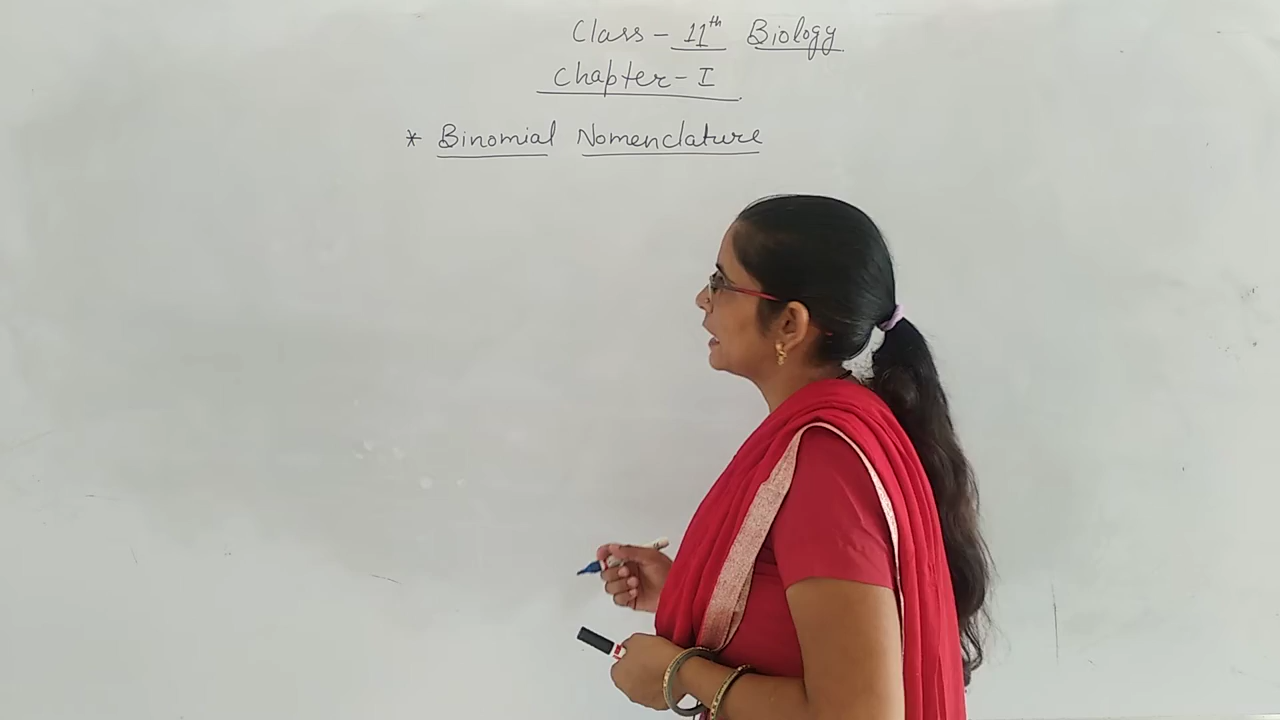 Class - 11th Biology
Chapter - I
* Binomial Nomenclature